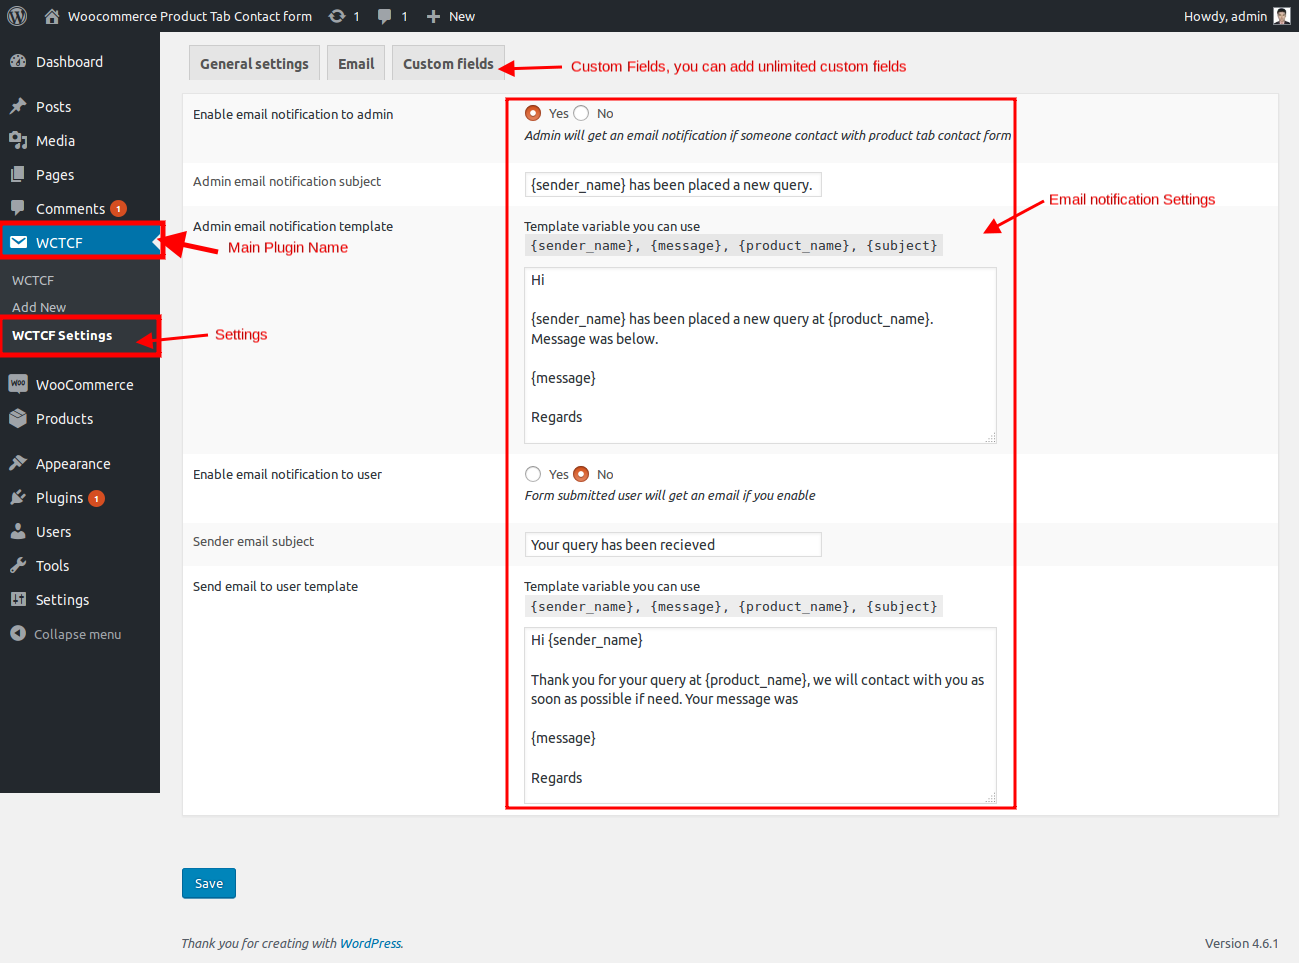 Woocommerce Product Tab Contact form 1 1 New Howdy, admin
Dashboard
Posts
Media
Pages
Comments 1
WCTCF
WCTCF
Add New
WCTCF Settings
WOO WooCommerce
Products
Appearance
Plugins 1
Users
Tools
Settings
Collapse menu
Main Plugin Name
Settings
General settings Email Custom fields
Custom Fields, you can add unlimited custom fields
Enable email notification to admin
Yes No
Admin will get an email notification if someone contact with product tab contact form
Admin email notification subject
{sender_name} has been placed a new query.
Email notification Settings
Admin email notification template
Template variable you can use
{sender_name}, {message}, {product_name}, {subject}
Hi
{sender_name} has been placed a new query at {product_name}.
Message was below.
{message}
Regards
Enable email notification to user
Yes No
Form submitted user will get an email if you enable
Sender email subject
Your query has been recieved
Send email to user template
Template variable you can use
{sender_name}, {message}, {product_name}, {subject}
Hi {sender_name}
Thank you for your query at {product_name}, we will contact with you as
soon as possible if need. Your message was
{message}
Regards
Save
Thank you for creating with WordPress.
Version 4.6.1